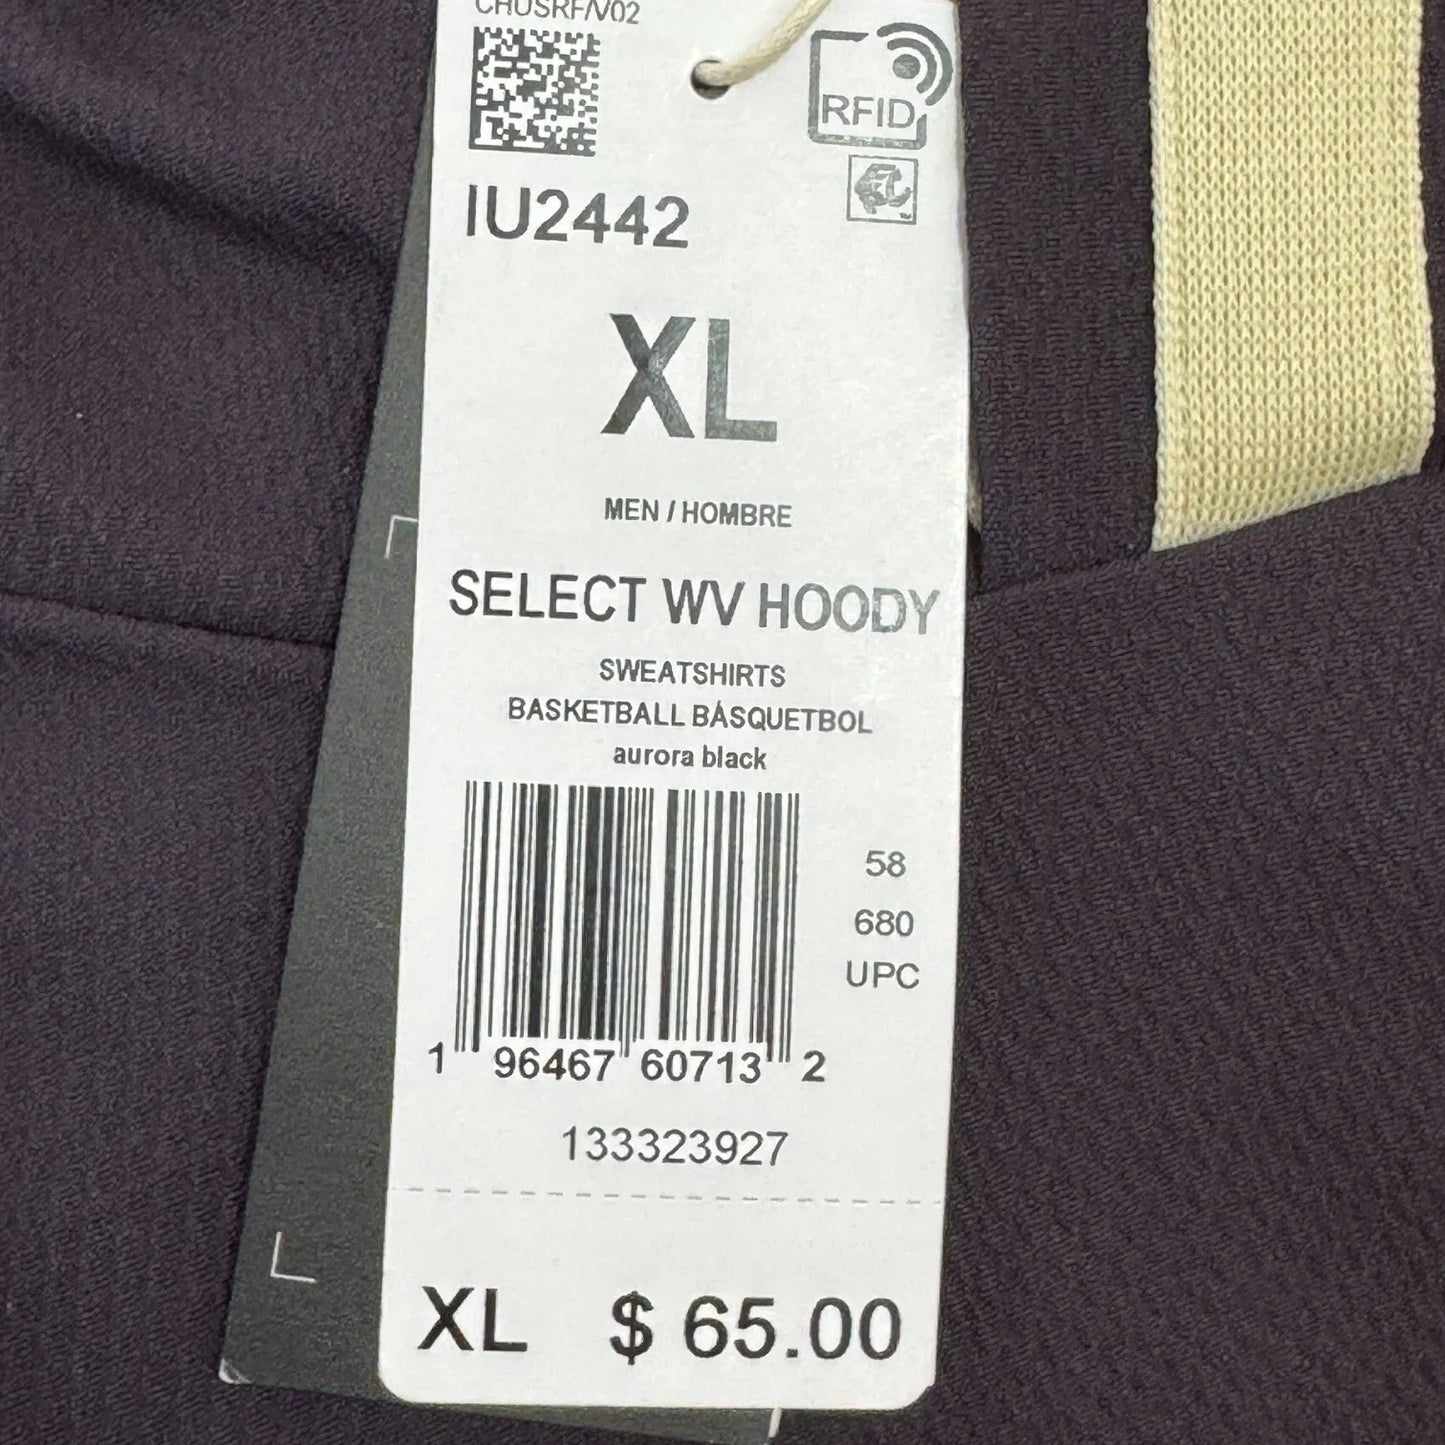 CHUSRF/V02
RFID
IU2442
XL
MEN / HOMBRE
SELECT WV HOODY
SWEATSHIRTS
BASKETBALL BÁSQUETBOL
aurora black
58
680
UPC
1 96467 60713 2
133323927
XL $ 65.00